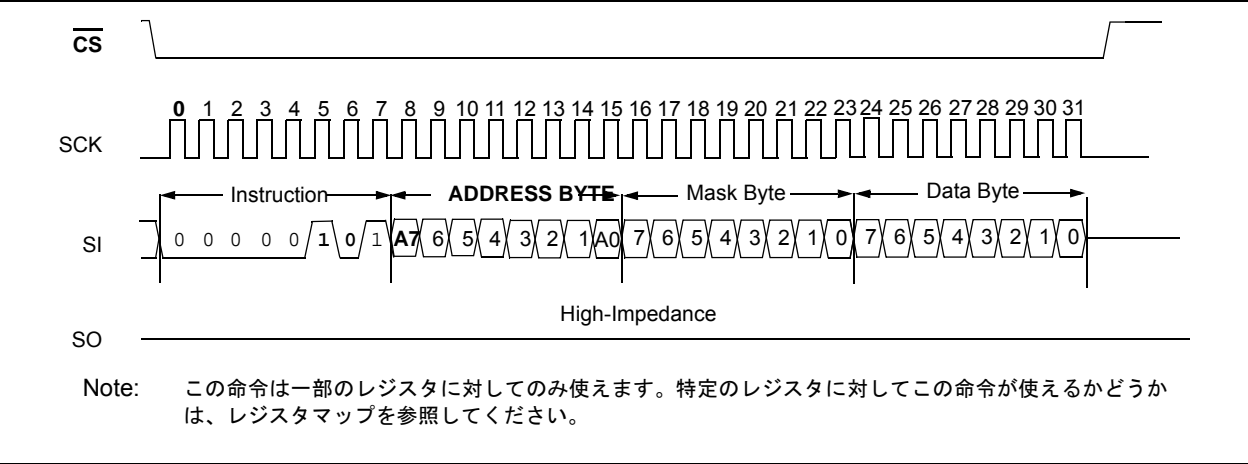 CS
0 1 2 3 4 5 6 7 8 9 10 11 12 13 14 15 16 17 18 19 20 21 22 23 24 25 26 27 28 29 30 31
SCK
Instruction ADDRESS BYTE Mask Byte Data Byte
SI 0 0 0 0 0 1 0 1 A7 6 5 4 3 2 1 A0 7 6 5 4 3 2 1 0 7 6 5 4 3 2 1 0
High-Impedance
SO
Note: この命令は一部のレジスタに対してのみ使えます。特定のレジスタに対してこの命令が使えるかどうか
は、レジスタマップを参照してください。